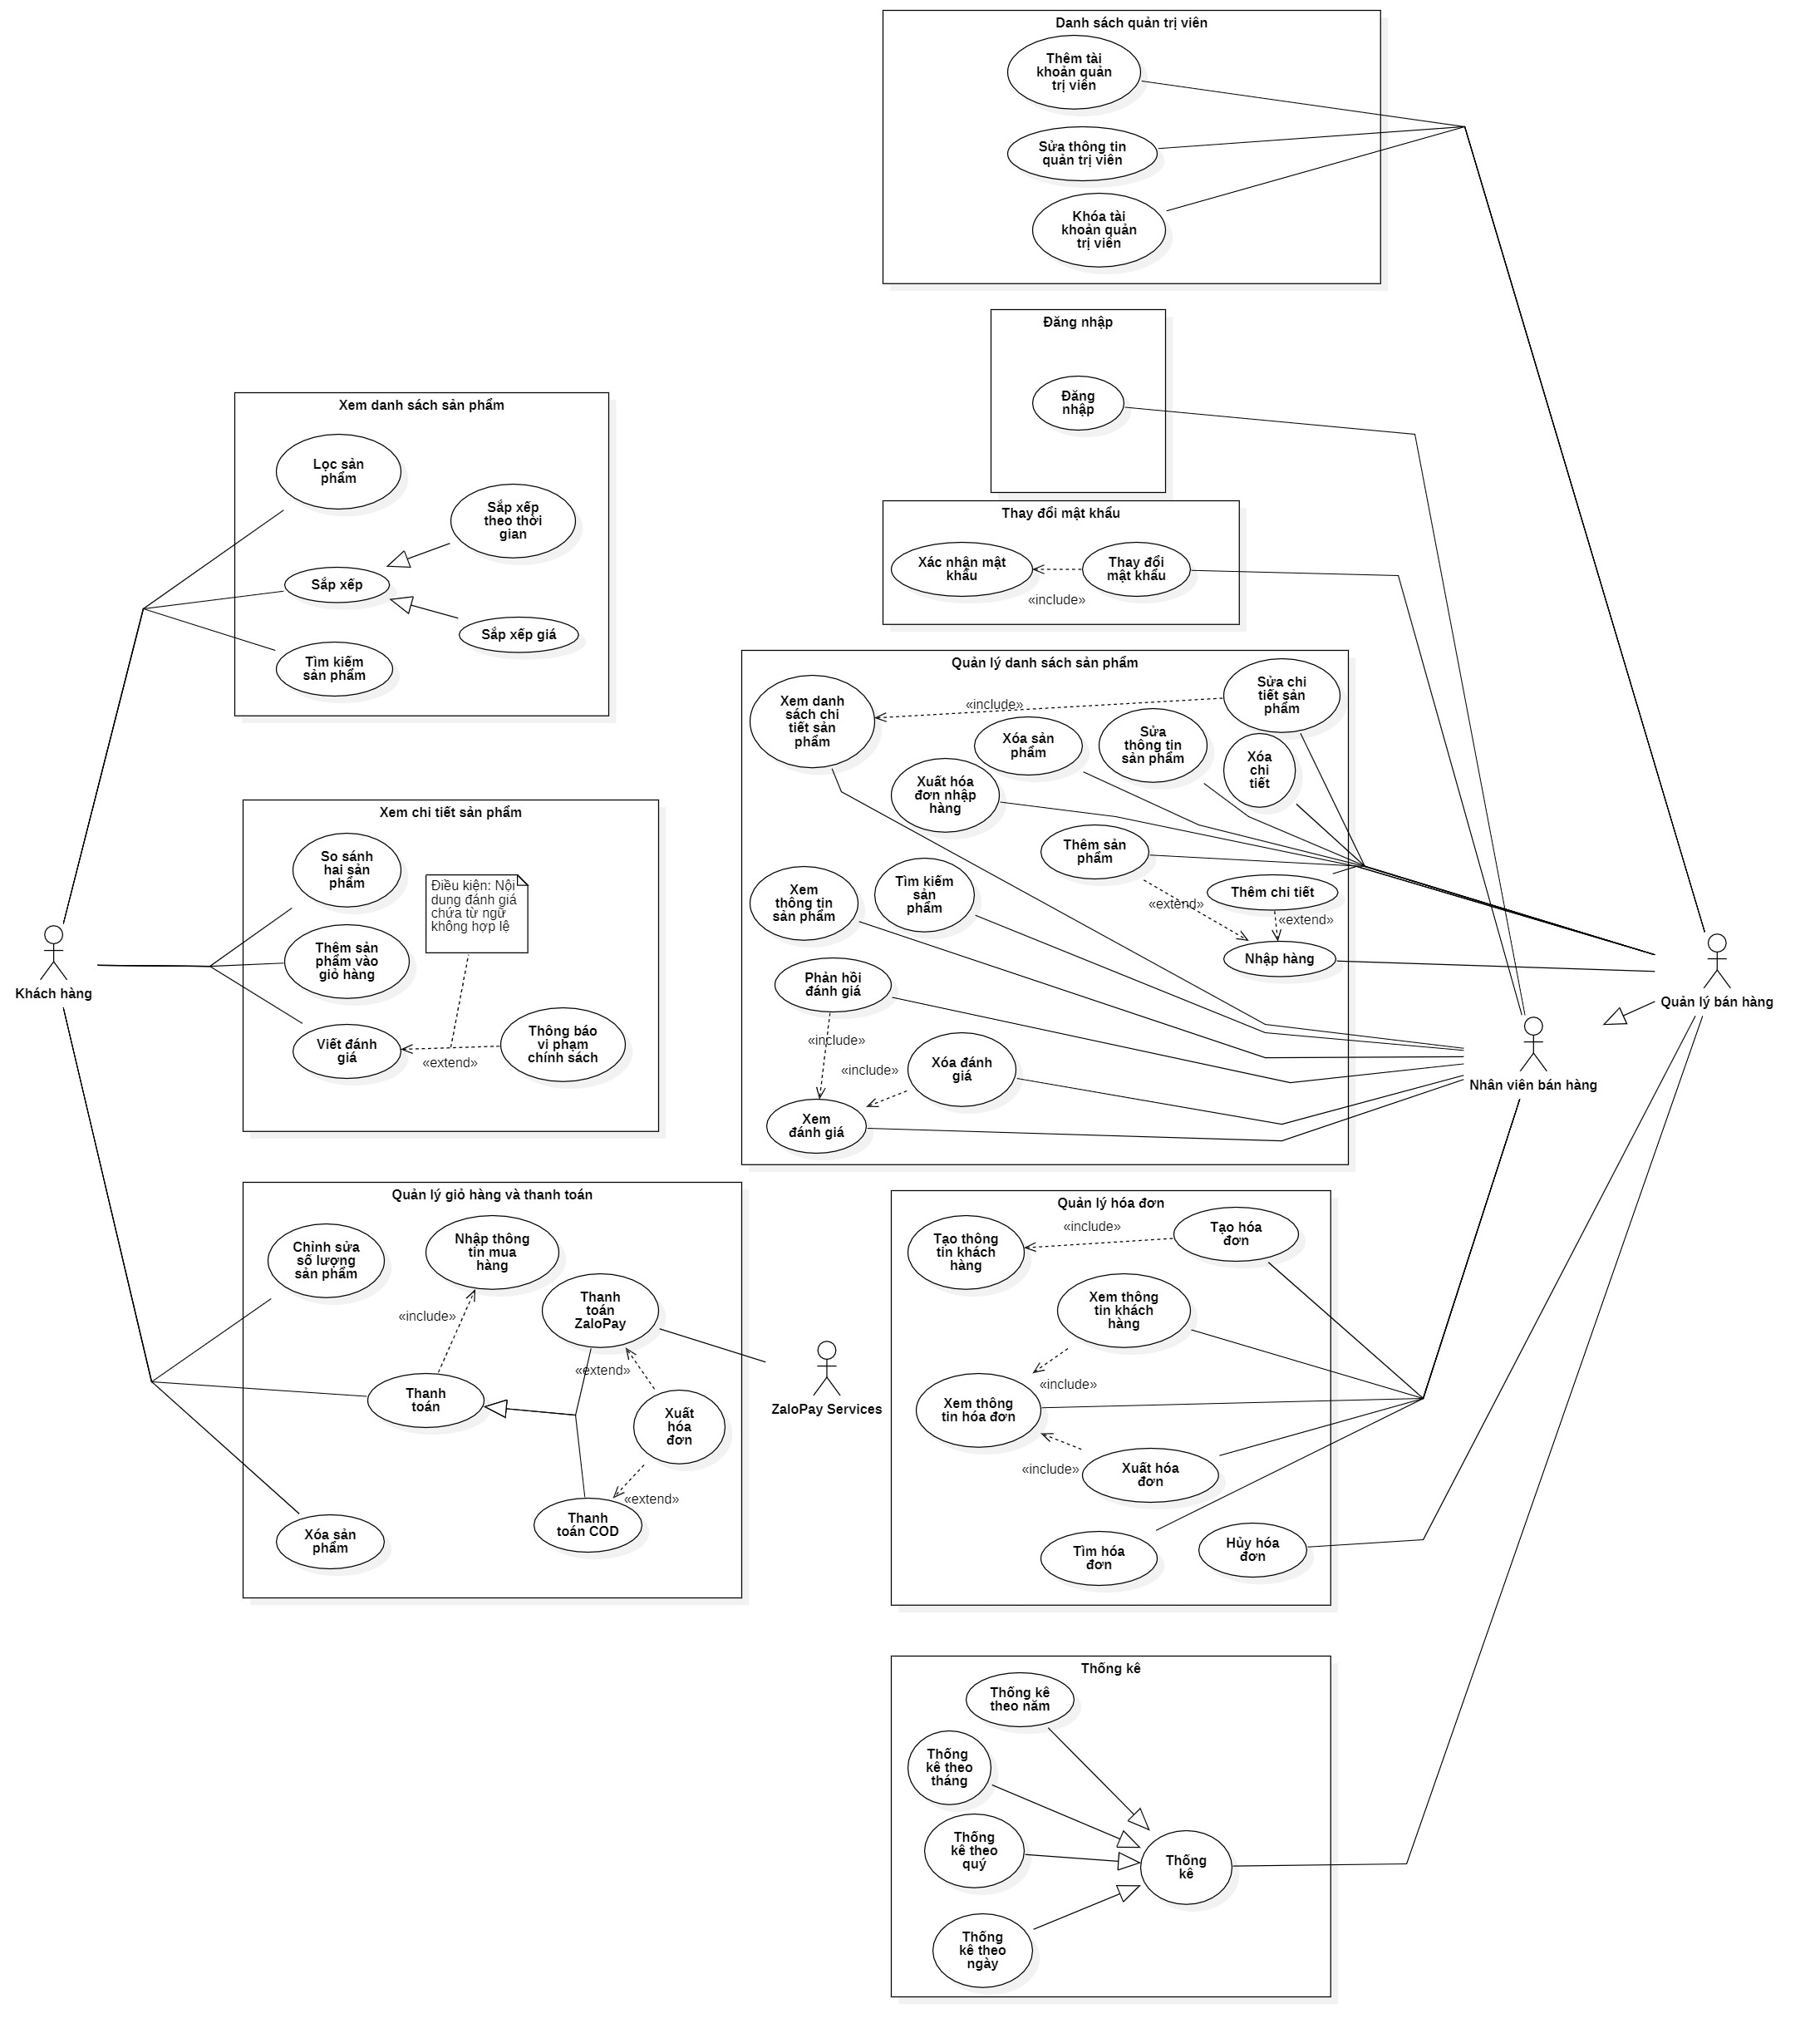 Danh sách quản trị viên
Thêm tài
khoản quản
trị viên
Sửa thông tin
quản trị viên
Khóa tài
khoản quản
trị viên
Đăng nhập
Đăng
nhập
Thay đổi mật khẩu
Xác nhận mật
khẩu
Thay đổi
mật khẩu
«include»
Xem danh sách sản phẩm
Lọc sản
phẩm
Sắp xếp
theo thời
gian
Sắp xếp
Sắp xếp giá
Tìm kiếm
sản phẩm
Quản lý danh sách sản phẩm
Xem danh
sách chi
tiết sản
phẩm
«include»
Sửa chi
tiết sản
phẩm
Xóa sản
phẩm
Sửa
thông tin
sản phẩm
Xóa
chi
tiết
Xuất hóa
đơn nhập
hàng
Thêm sản
phẩm
Xem
thông tin
sản phẩm
Tìm kiếm
sản
phẩm
Thêm chi tiết
«extend»
«extend»
Nhập hàng
Phản hồi
đánh giá
«include»
«include»
Xóa đánh
giá
Xem
đánh giá
Xem chi tiết sản phẩm
So sánh
hai sản
phẩm
Điều kiện: Nội
dung đánh giá
chứa từ ngữ
không hợp lệ
Thêm sản
phẩm vào
giỏ hàng
Viết đánh
giá
«extend»
Thông báo
vi phạm
chính sách
Khách hàng
Quản lý bán hàng
Nhân viên bán hàng
Quản lý giỏ hàng và thanh toán
Chỉnh sửa
số lượng
sản phẩm
Nhập thông
tin mua
hàng
«include»
Thanh
toán
ZaloPay
«extend»
Thanh
toán
Xuất
hóa
đơn
«extend»
Thanh
toán COD
Xóa sản
phẩm
ZaloPay Services
Quản lý hóa đơn
Tạo thông
tin khách
hàng
«include»
Tạo hóa
đơn
Xem thông
tin khách
hàng
«include»
Xem thông
tin hóa đơn
«include»
Xuất hóa
đơn
Tìm hóa
đơn
Hủy hóa
đơn
Thống kê
Thống kê
theo năm
Thống
kê theo
tháng
Thống
kê theo
quý
Thống
kê
Thống
kê theo
ngày